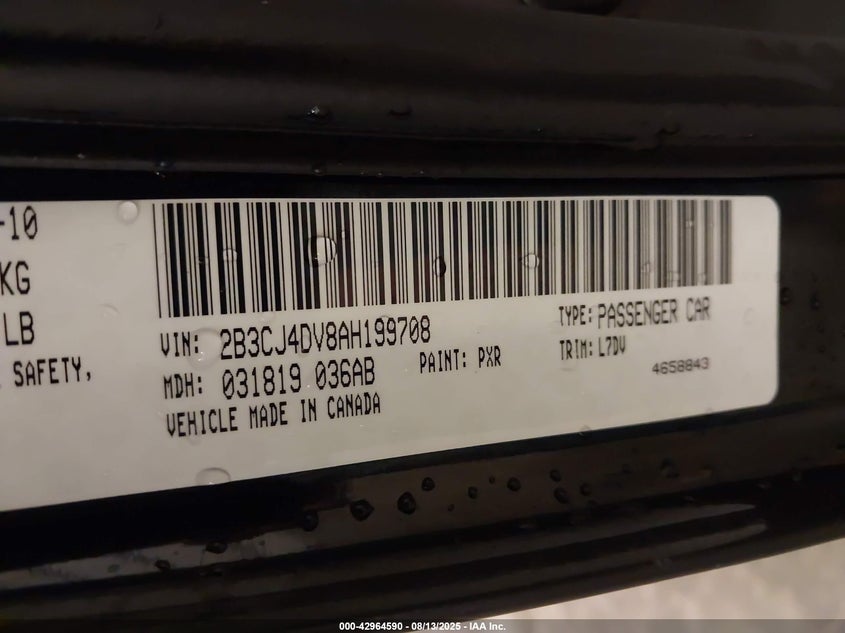 -10
KG
LB
SAFETY,
VIN: 2B3CJ4DV8AH199708
MDH: 031819 036AB
PAINT: PXR
VEHICLE MADE IN CANADA
TYPE: PASSENGER CAR
TRIM: L7DV
4658843
000-42964590 - 08/13/2025 - IAA Inc.